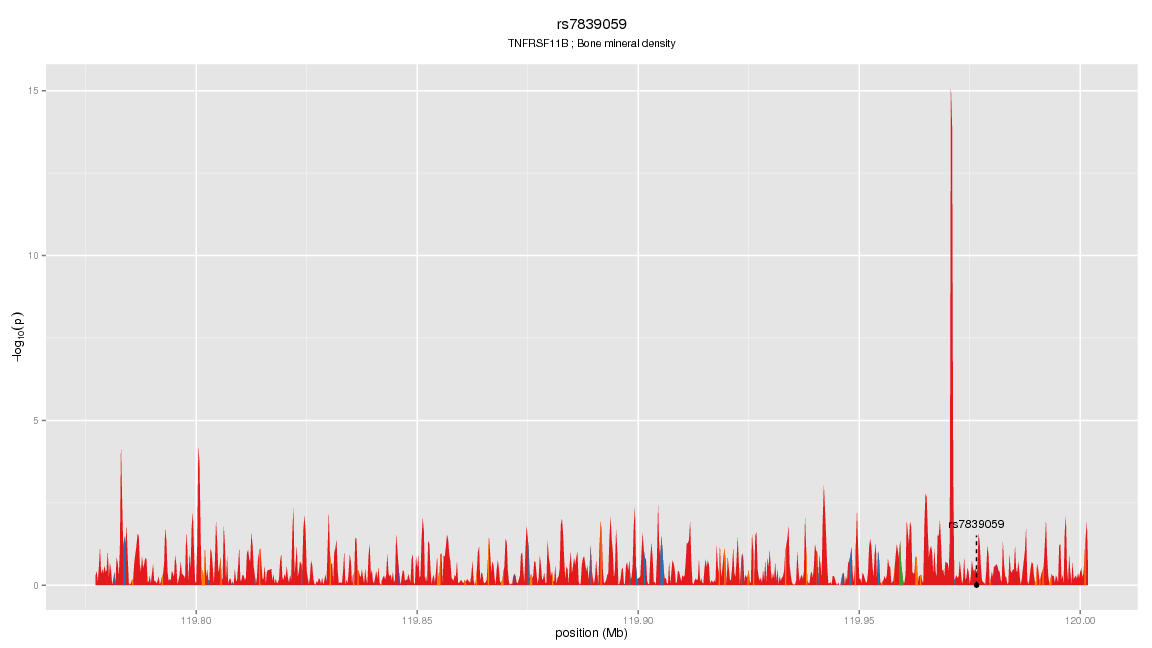 rs7839059
TNFRSF11B ; Bone mineral density
15
10
5
0
−log10(p)
rs7839059
119.80
119.85
119.90
119.95
120.00
position (Mb)